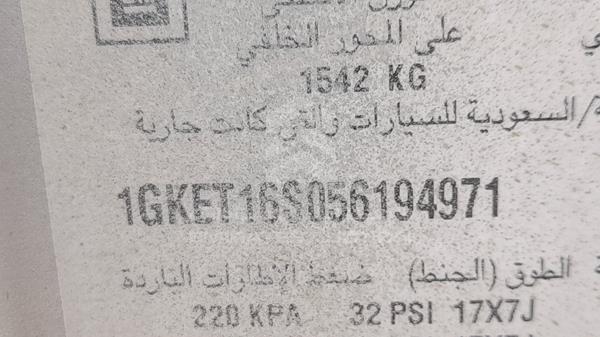 على المحور الخلفي
1542 KG
/السعودية للسيارات والتي كانت جارية
1GKET16S056194971
الطوق (الجنط) ضغط الإطارات الباردة
220 KPA 32 PSI 17X7J